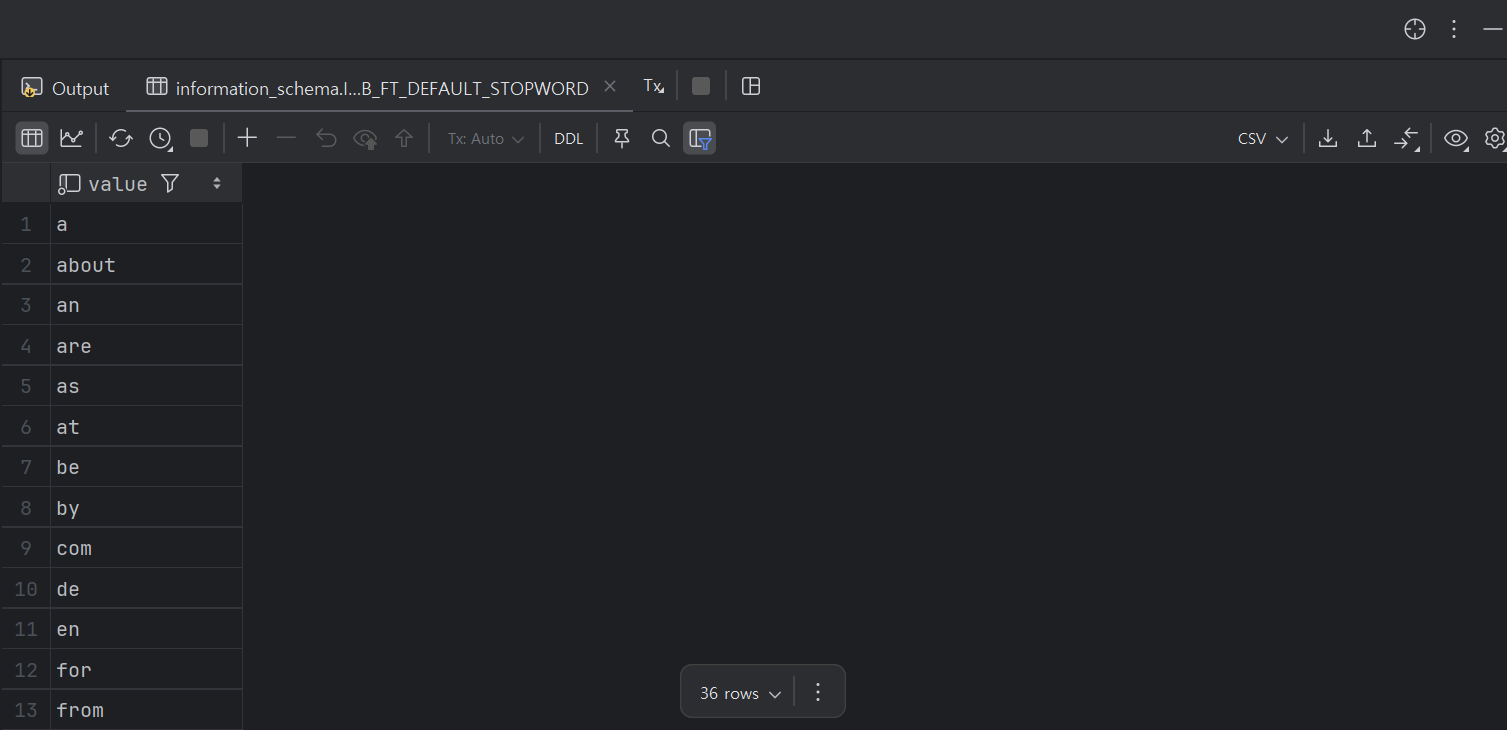 Output
information_schema.I...B_FT_DEFAULT_STOPWORD
Tx
Tx: Auto
DDL
CSV
value
1 a
2 about
3 an
4 are
5 as
6 at
7 be
8 by
9 com
10 de
11 en
12 for
13 from
36 rows